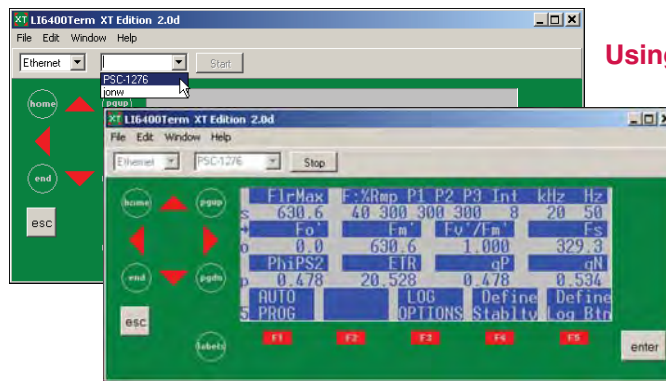 LI6400Term XT Edition 2.0d
File Edit Window Help
Ethernet Start
PSC-1276
jonw
home pgup
end
esc
Using
LI6400Term XT Edition 2.0d
File Edit Window Help
Ethernet PSC-1276 Stop
home pgup
end pgdn
esc
labels
FlrMax F:%Rmp P1 P2 P3 Int kHz Hz
s 630.6 40 300 300 300 8 20 50
Fo' Fm' Fv'/Fm' Fs
o 0.0 630.6 1.000 329.3
PhiPS2 ETR qP qN
p 0.478 20.528 0.478 0.534
AUTO LOG Define Define
5 PROG OPTIONS Stablty Log Btn
F1 F2 F3 F4 F5
enter